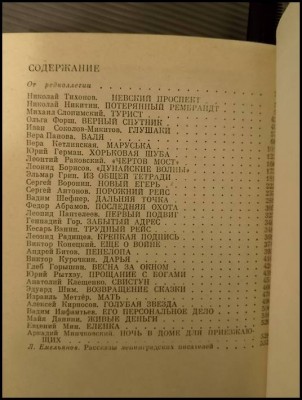 СОДЕРЖАНИЕ
От редколлегии
Николай Тихонов. НЕВСКИЙ ПРОСПЕКТ
Николай Никитин. ПОТЕРЯННЫЙ РЕМБРАНДТ
Михаил Слонимский. ТУРИСТ
Ольга Форш. ВЕРНЫЙ СПУТНИК
Иван Соколов-Микитов. ГЛУШАКИ
Вера Панова. ВАЛЯ
Вера Кетлинская. МАРУСЬКА
Юрий Герман. ХОРЬКОВАЯ ШУБА
Леонтий Раковский. «ЧЕРТОВ МОСТ»
Леонид Борисов. «ДУНАЙСКИЕ ВОЛНЫ»
Эльмар Грин. ИЗ ОБЩЕЙ ТЕТРАДИ
Сергей Воронин. НОВЫЙ ЕГЕРЬ
Сергей Антонов. ПОРОЖНИЙ РЕЙС
Вадим Шефнер. ДАЛЬНЯЯ ТОЧКА
Федор Абрамов. ПОСЛЕДНЯЯ ОХОТА
Леонид Пантелеев. ПЕРВЫЙ ПОДВИГ
Геннадий Гор. ЗАБЫТЫЙ АДРЕС
Кесарь Ванин. ТРУДНЫЙ РЕЙС
Леонид Радищев. КРЕПКАЯ ПОДПИСЬ
Виктор Конецкий. ЕЩЕ О ВОЙНЕ
Андрей Битов. ПЕНЕЛОПА
Виктор Курочкин. ДАРЬЯ
Глеб Горышин. ВЕСНА ЗА ОКНОМ
Юрий Рытхэу. ПРОЩАНИЕ С БОГАМИ
Анатолий Клещенко. СВИСТУН
Эдуард Шим. ВОЗВРАЩЕНИЕ СКАЗКИ
Израиль Меттер. МАТЬ
Алексей Кирносов. ГОЛУБАЯ ЗВЕЗДА
Вадим Инфантьев. ЕГО ПЕРСОНАЛЬНОЕ ДЕЛО
Майя Данини. ЖИВЫЕ ДЕНЬГИ
Евгений Мин. ЕЛЕНКА
Аркадий Минчковский. НОЧЬ В ДОМЕ ДЛЯ ПРИЕЗЖАЮ-
ЩИХ
Л. Емельянов. Рассказы ленинградских писателей